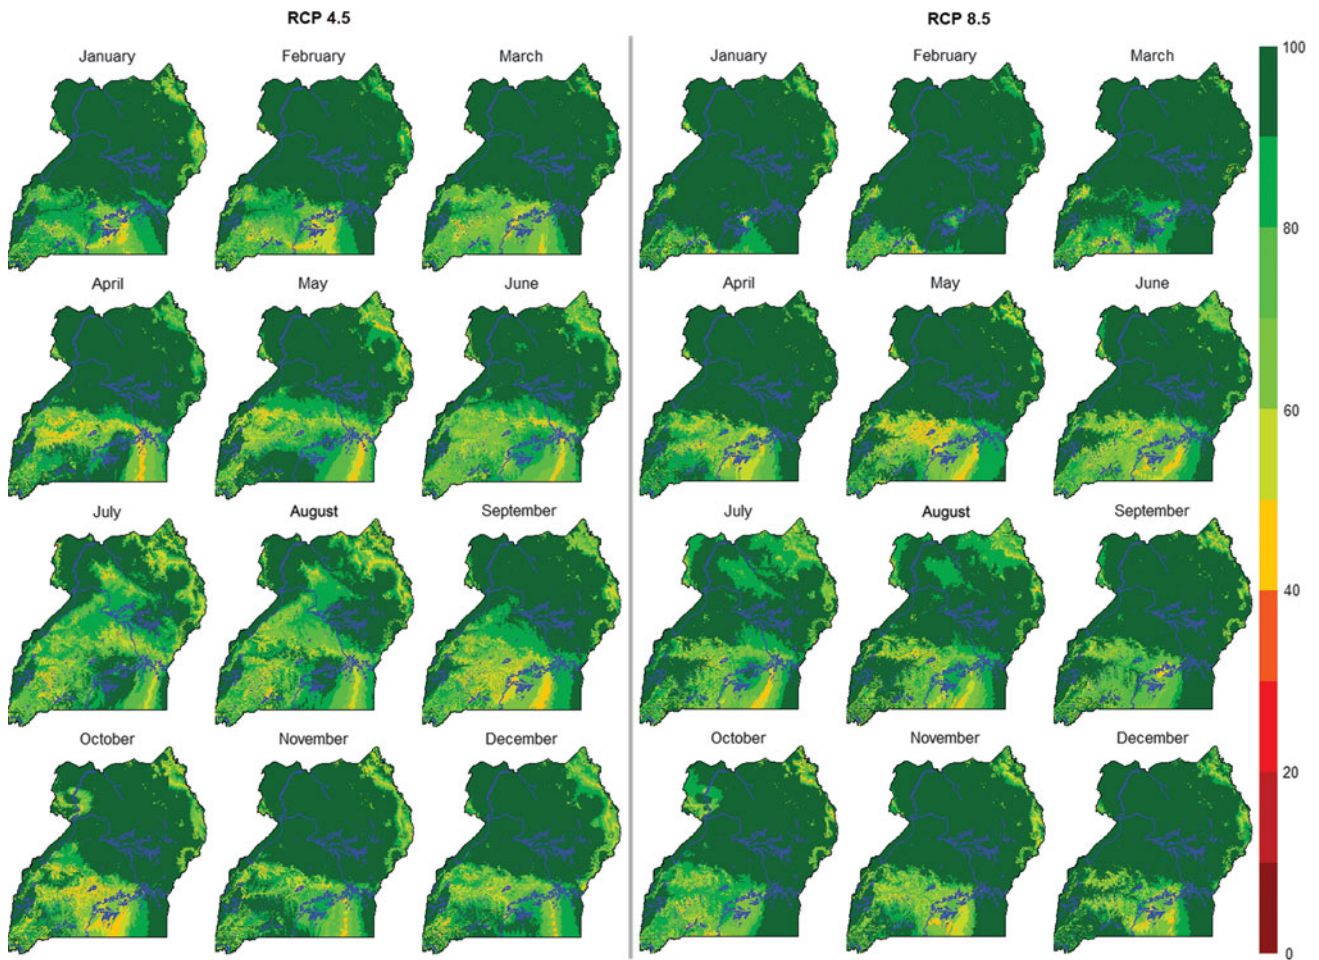 RCP 4.5
RCP 8.5
January
February
March
January
February
March
100
80
April
May
June
April
May
June
60
July
August
September
July
August
September
40
October
November
December
October
November
December
20
0